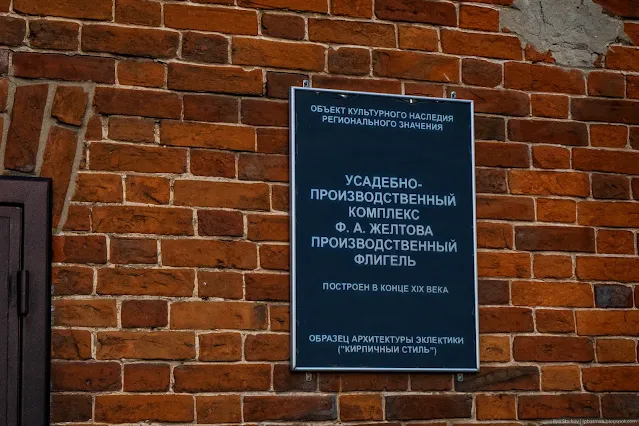 ОБЪЕКТ КУЛЬТУРНОГО НАСЛЕДИЯ
РЕГИОНАЛЬНОГО ЗНАЧЕНИЯ
УСАДЕБНО-
ПРОИЗВОДСТВЕННЫЙ
КОМПЛЕКС
Ф. А. ЖЕЛТОВА
ПРОИЗВОДСТВЕННЫЙ
ФЛИГЕЛЬ
ПОСТРОЕН В КОНЦЕ XIX ВЕКА
ОБРАЗЕЦ АРХИТЕКТУРЫ ЭКЛЕКТИКИ
("КИРПИЧНЫЙ СТИЛЬ")